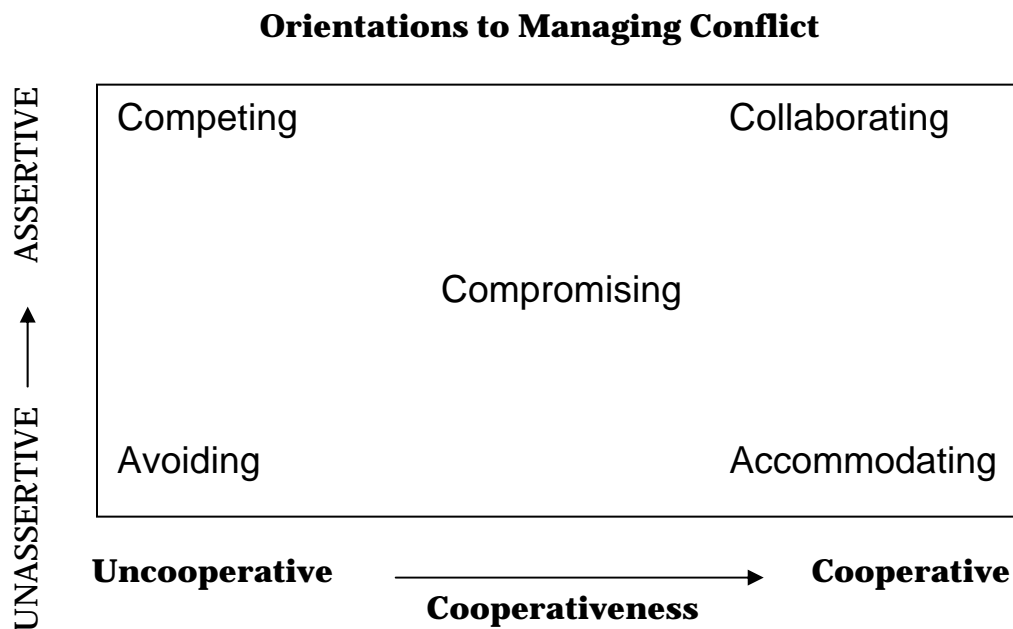 Orientations to Managing Conflict
ASSERTIVE
UNASSERTIVE
Competing
Collaborating
Compromising
Avoiding
Accommodating
Uncooperative
Cooperative
Cooperativeness